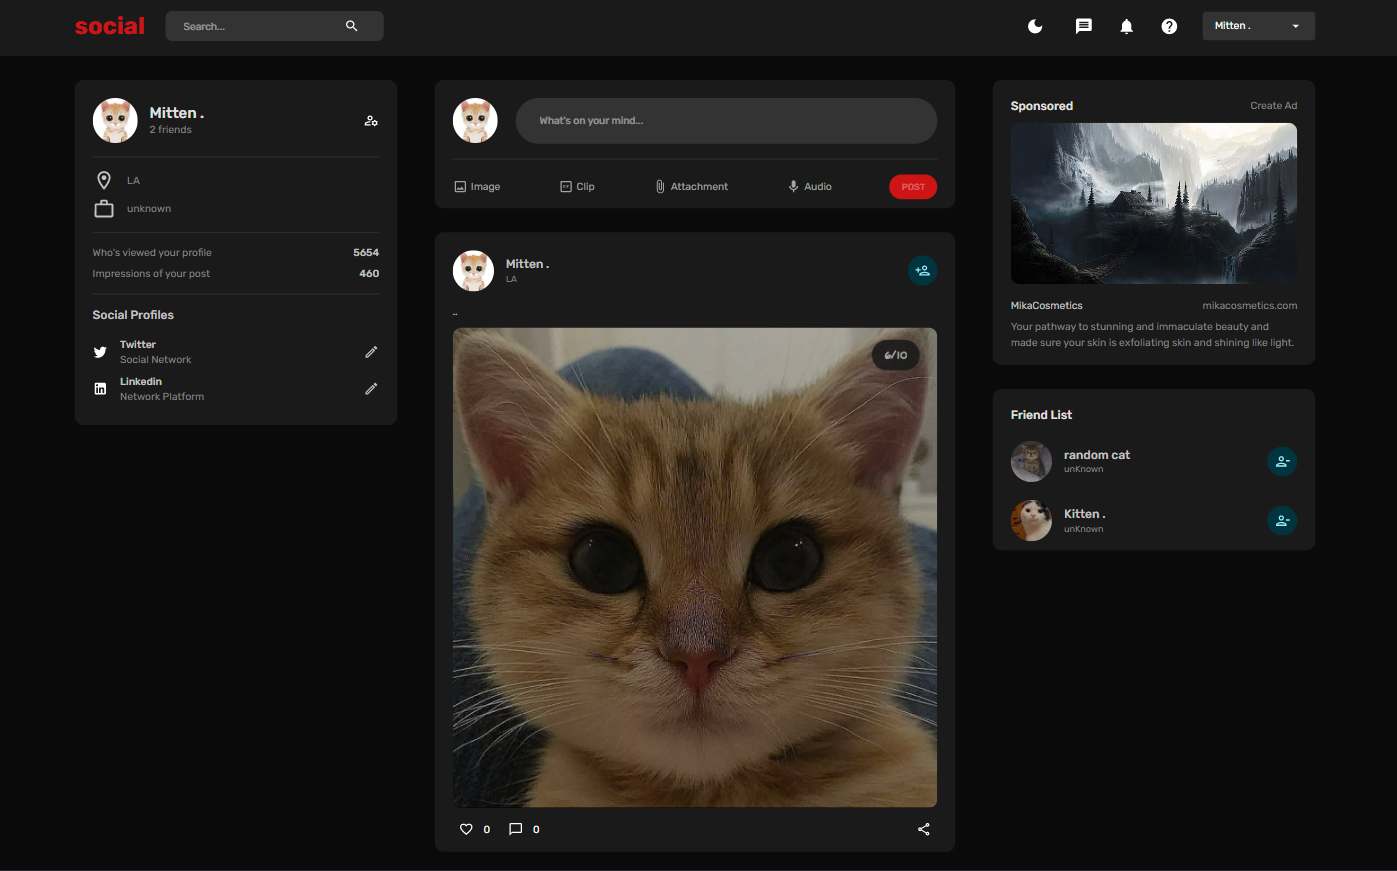 social
Search...
Mitten .
Mitten .
2 friends
LA
unknown
Who's viewed your profile 5654
Impressions of your post 460
Social Profiles
Twitter
Social Network
Linkedin
Network Platform
What's on your mind...
Image Clip Attachment Audio POST
Mitten .
LA
..
6/10
0 0
Sponsored Create Ad
MikaCosmetics mikacosmetics.com
Your pathway to stunning and immaculate beauty and
made sure your skin is exfoliating skin and shining like light.
Friend List
random cat
unKnown
Kitten .
unKnown